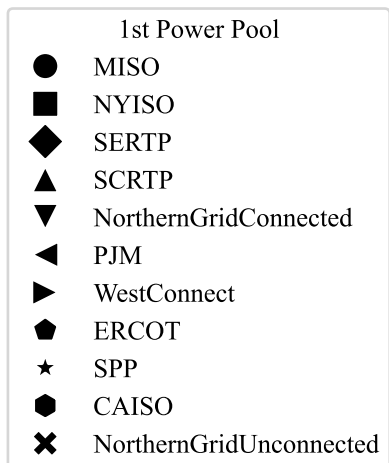 1st Power Pool
MISO
NYISO
SERTP
SCRTP
NorthernGridConnected
PJM
WestConnect
ERCOT
SPP
CAISO
NorthernGridUnconnected